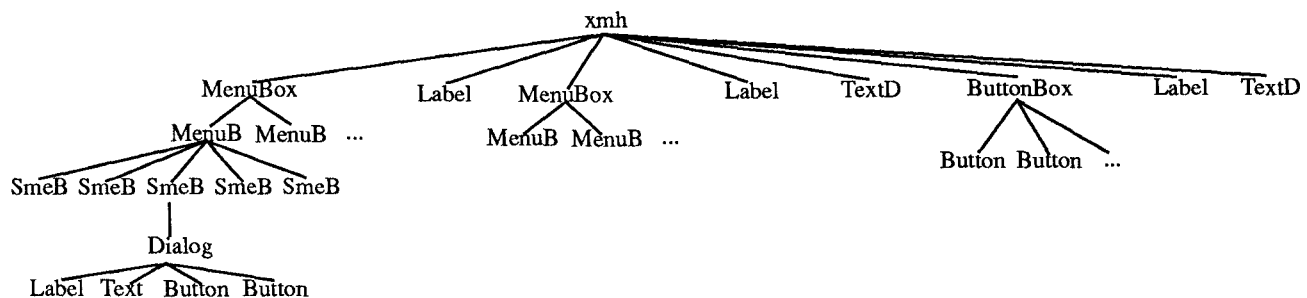 xmh
MenuBox Label MenuBox Label TextD ButtonBox Label TextD
MenuB MenuB ... MenuB MenuB ... Button Button ...
SmeB SmeB SmeB SmeB SmeB
Dialog
Label Text Button Button